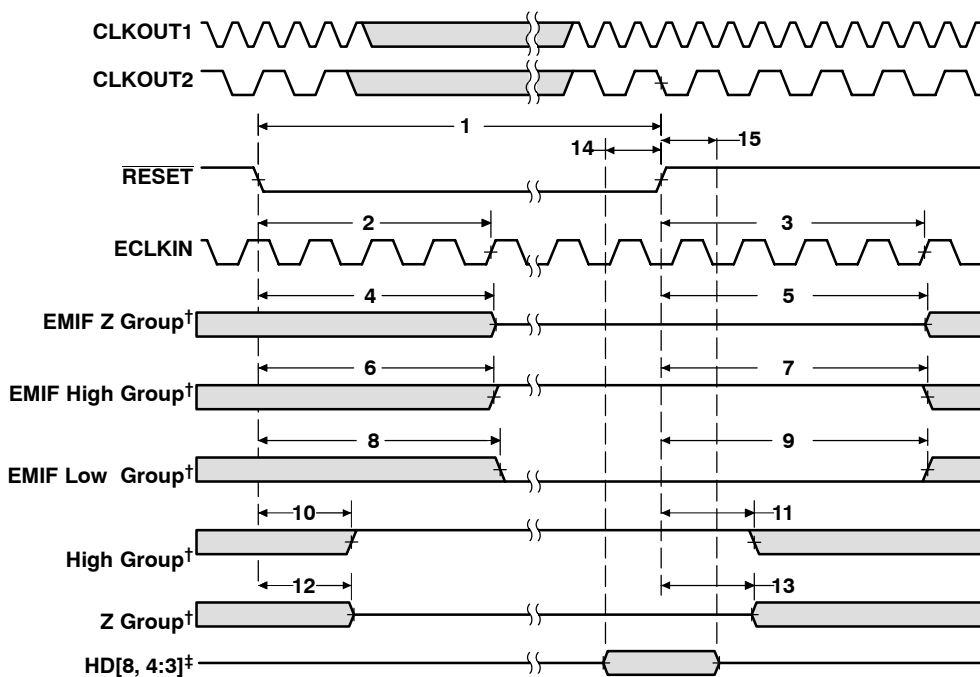 CLKOUT1
CLKOUT2
1
14
15
RESET
2
3
ECLKIN
4
5
EMIF Z Group†
6
7
EMIF High Group†
8
9
EMIF Low Group†
10
11
High Group†
12
13
Z Group†
HD[8, 4:3]‡